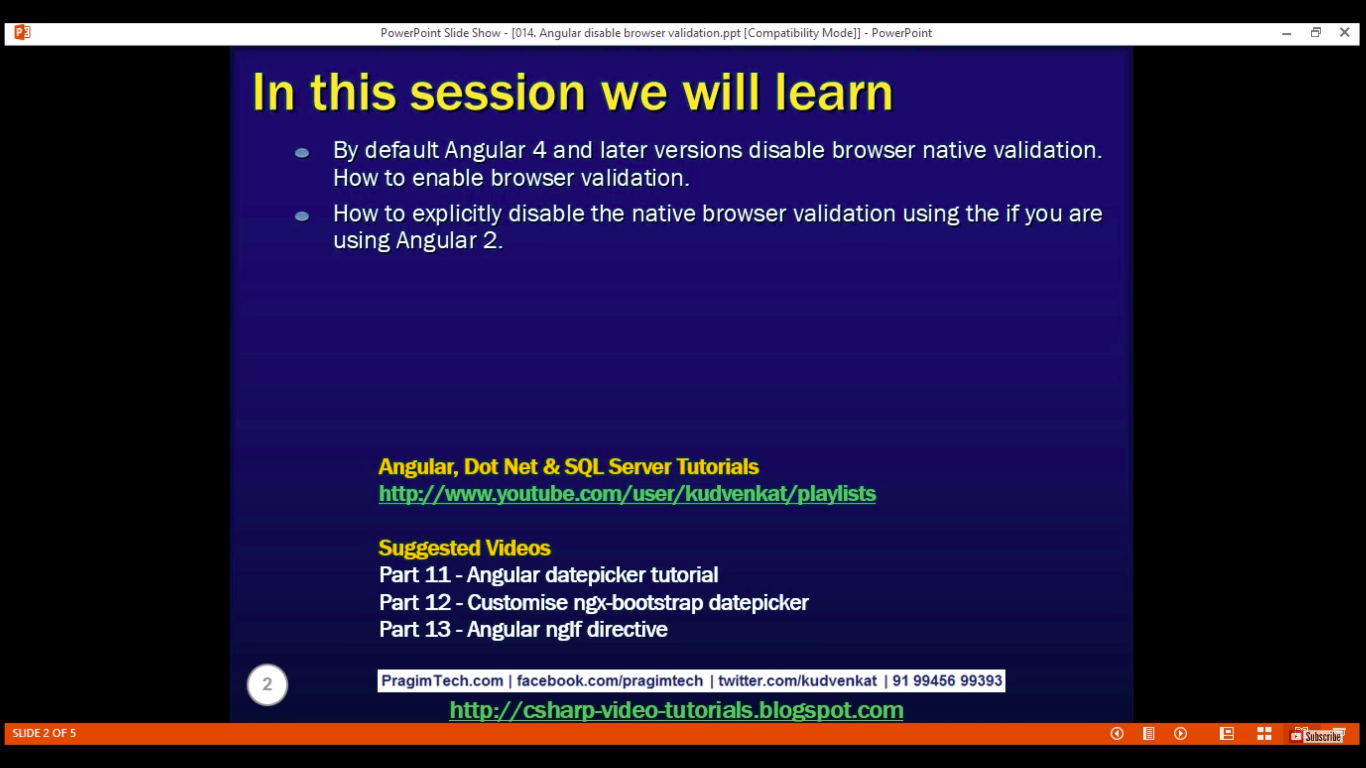 PowerPoint Slide Show - [014. Angular disable browser validation.ppt [Compatibility Mode]] - PowerPoint
In this session we will learn
By default Angular 4 and later versions disable browser native validation.
How to enable browser validation.
How to explicitly disable the native browser validation using the if you are
using Angular 2.
Angular, Dot Net & SQL Server Tutorials
http://www.youtube.com/user/kudvenkat/playlists
Suggested Videos
Part 11 - Angular datepicker tutorial
Part 12 - Customise ngx-bootstrap datepicker
Part 13 - Angular ngIf directive
2
PragimTech.com | facebook.com/pragimtech | twitter.com/kudvenkat | 91 99456 99393
http://csharp-video-tutorials.blogspot.com
SLIDE 2 OF 5
Subscribe